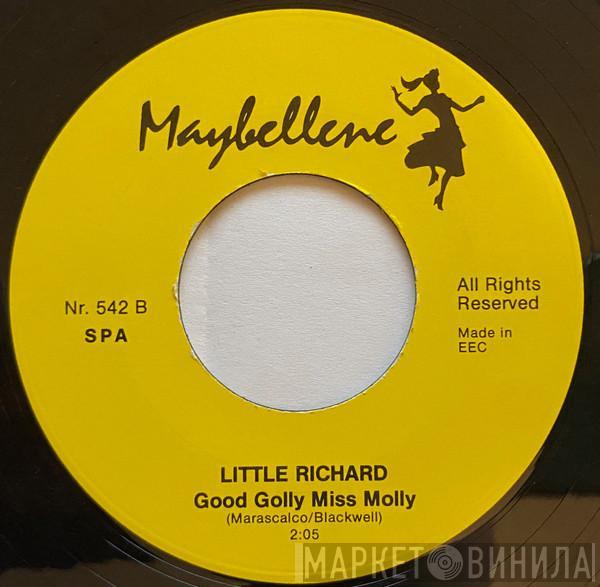 Maybellene
Nr. 542 B
SPA
All Rights
Reserved
Made in
EEC
LITTLE RICHARD
Good Golly Miss Molly
(Marascalco/Blackwell)
2:05
МАРКЕТ ВИНИЛА